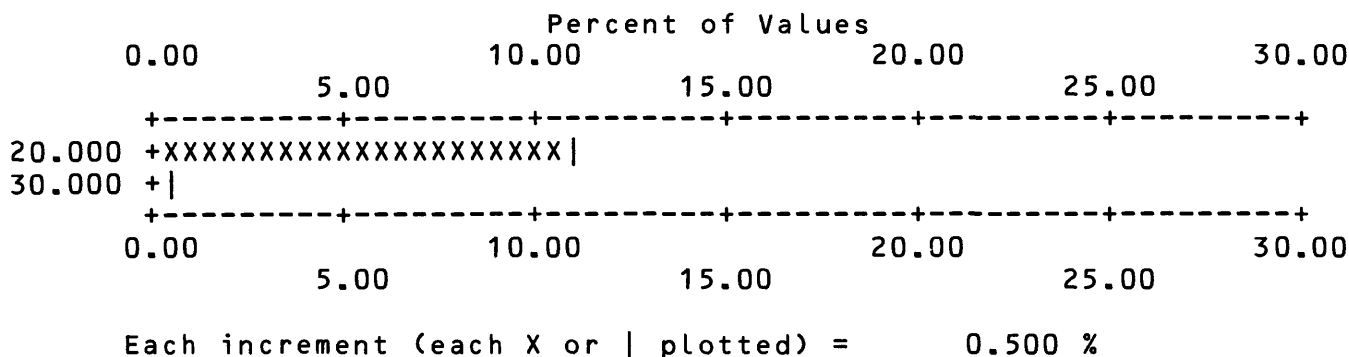 Percent of Values
0.00 10.00 20.00 30.00
5.00 15.00 25.00
+---------+---------+---------+---------+---------+---------+
20.000 +XXXXXXXXXXXXXXXXXXXXX|
30.000 +|
+---------+---------+---------+---------+---------+---------+
0.00 10.00 20.00 30.00
5.00 15.00 25.00
Each increment (each X or | plotted) = 0.500 %